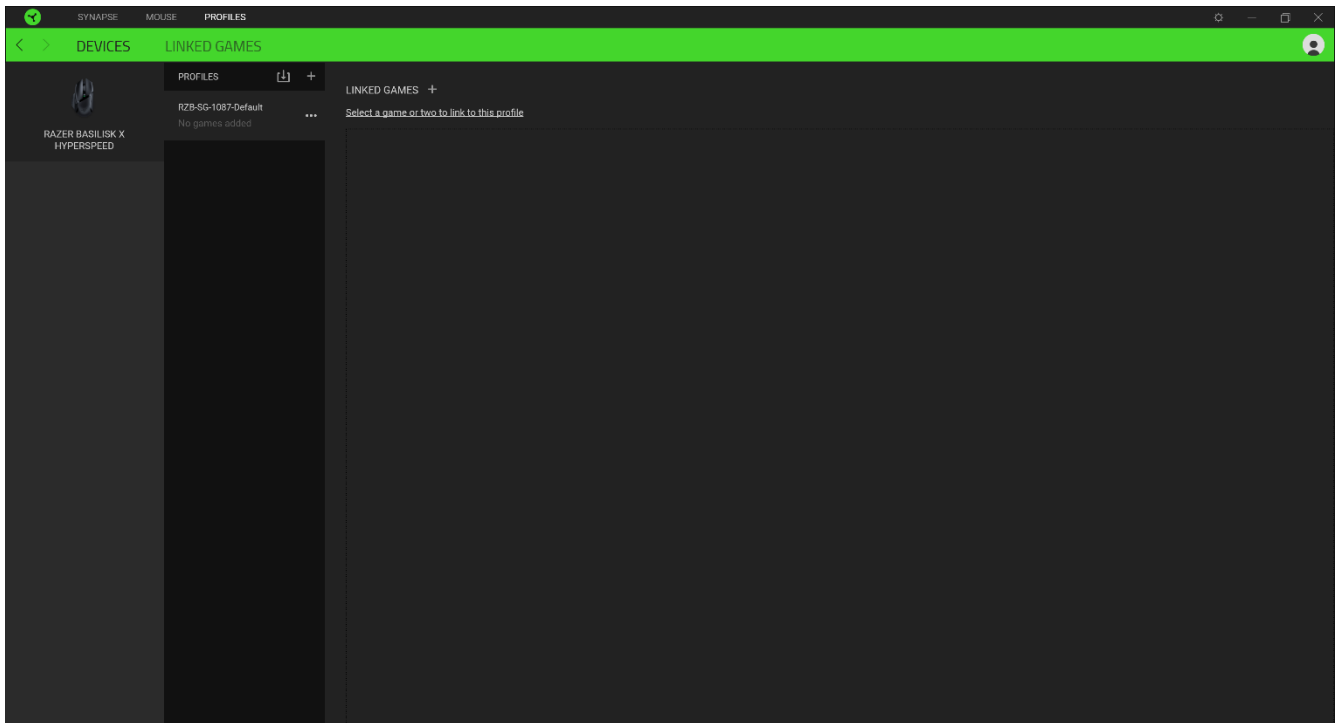 SYNAPSE MOUSE PROFILES
DEVICES LINKED GAMES
RAZER BASILISK X
HYPERSPEED
PROFILES
RZB-SG-1087-Default
No games added
LINKED GAMES +
Select a game or two to link to this profile